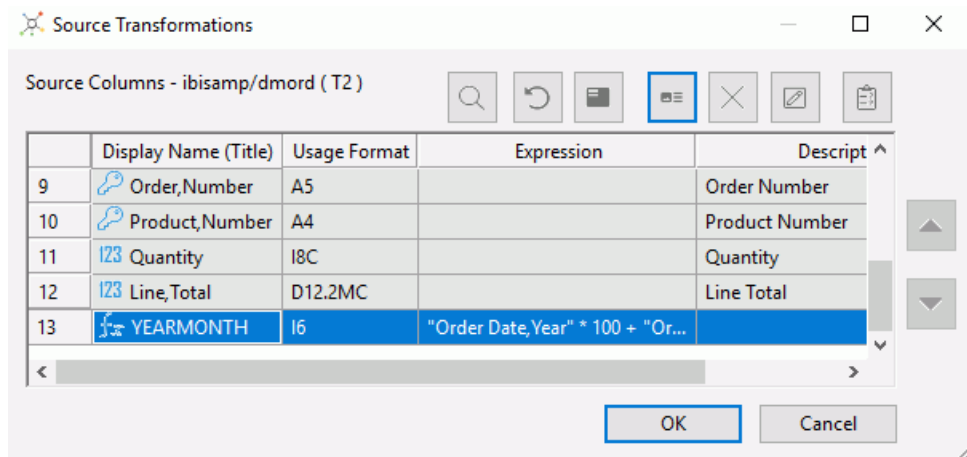 Source Transformations
Source Columns - ibisamp/dmord ( T2 )
Display Name (Title) Usage Format Expression Descript
9 Order,Number A5 Order Number
10 Product,Number A4 Product Number
11 123 Quantity I8C Quantity
12 123 Line,Total D12.2MC Line Total
13 YEARMONTH I6 "Order Date,Year" * 100 + "Or...
OK Cancel